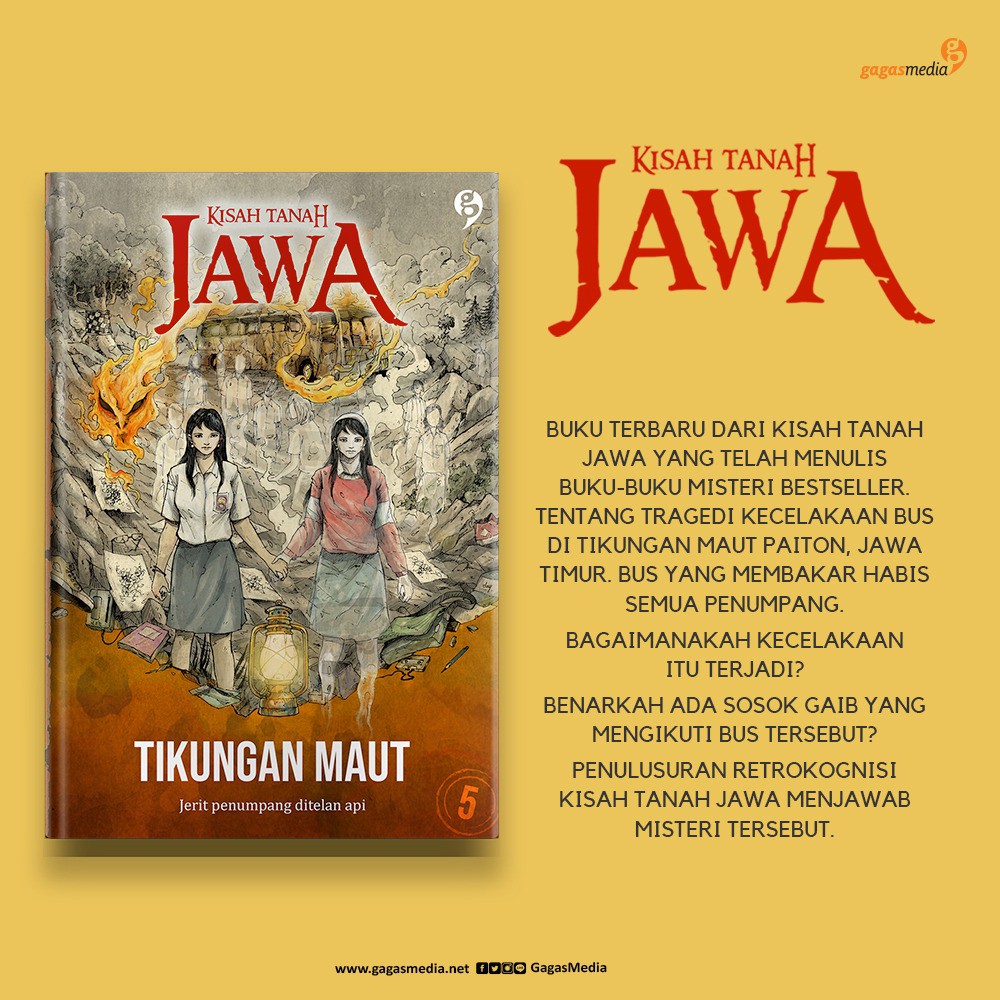 gagasmedia
KISAH TANAH
JAWA
KISAH TANAH
JAWA
TIKUNGAN MAUT
Jerit penumpang ditelan api
5
BUKU TERBARU DARI KISAH TANAH
JAWA YANG TELAH MENULIS
BUKU-BUKU MISTERI BESTSELLER.
TENTANG TRAGEDI KECELAKAAN BUS
DI TIKUNGAN MAUT PAITON, JAWA
TIMUR. BUS YANG MEMBAKAR HABIS
SEMUA PENUMPANG.
BAGAIMANAKAH KECELAKAAN
ITU TERJADI?
BENARKAH ADA SOSOK GAIB YANG
MENGIKUTI BUS TERSEBUT?
PENULUSURAN RETROKOGNISI
KISAH TANAH JAWA MENJAWAB
MISTERI TERSEBUT.
www.gagasmedia.net GagasMedia